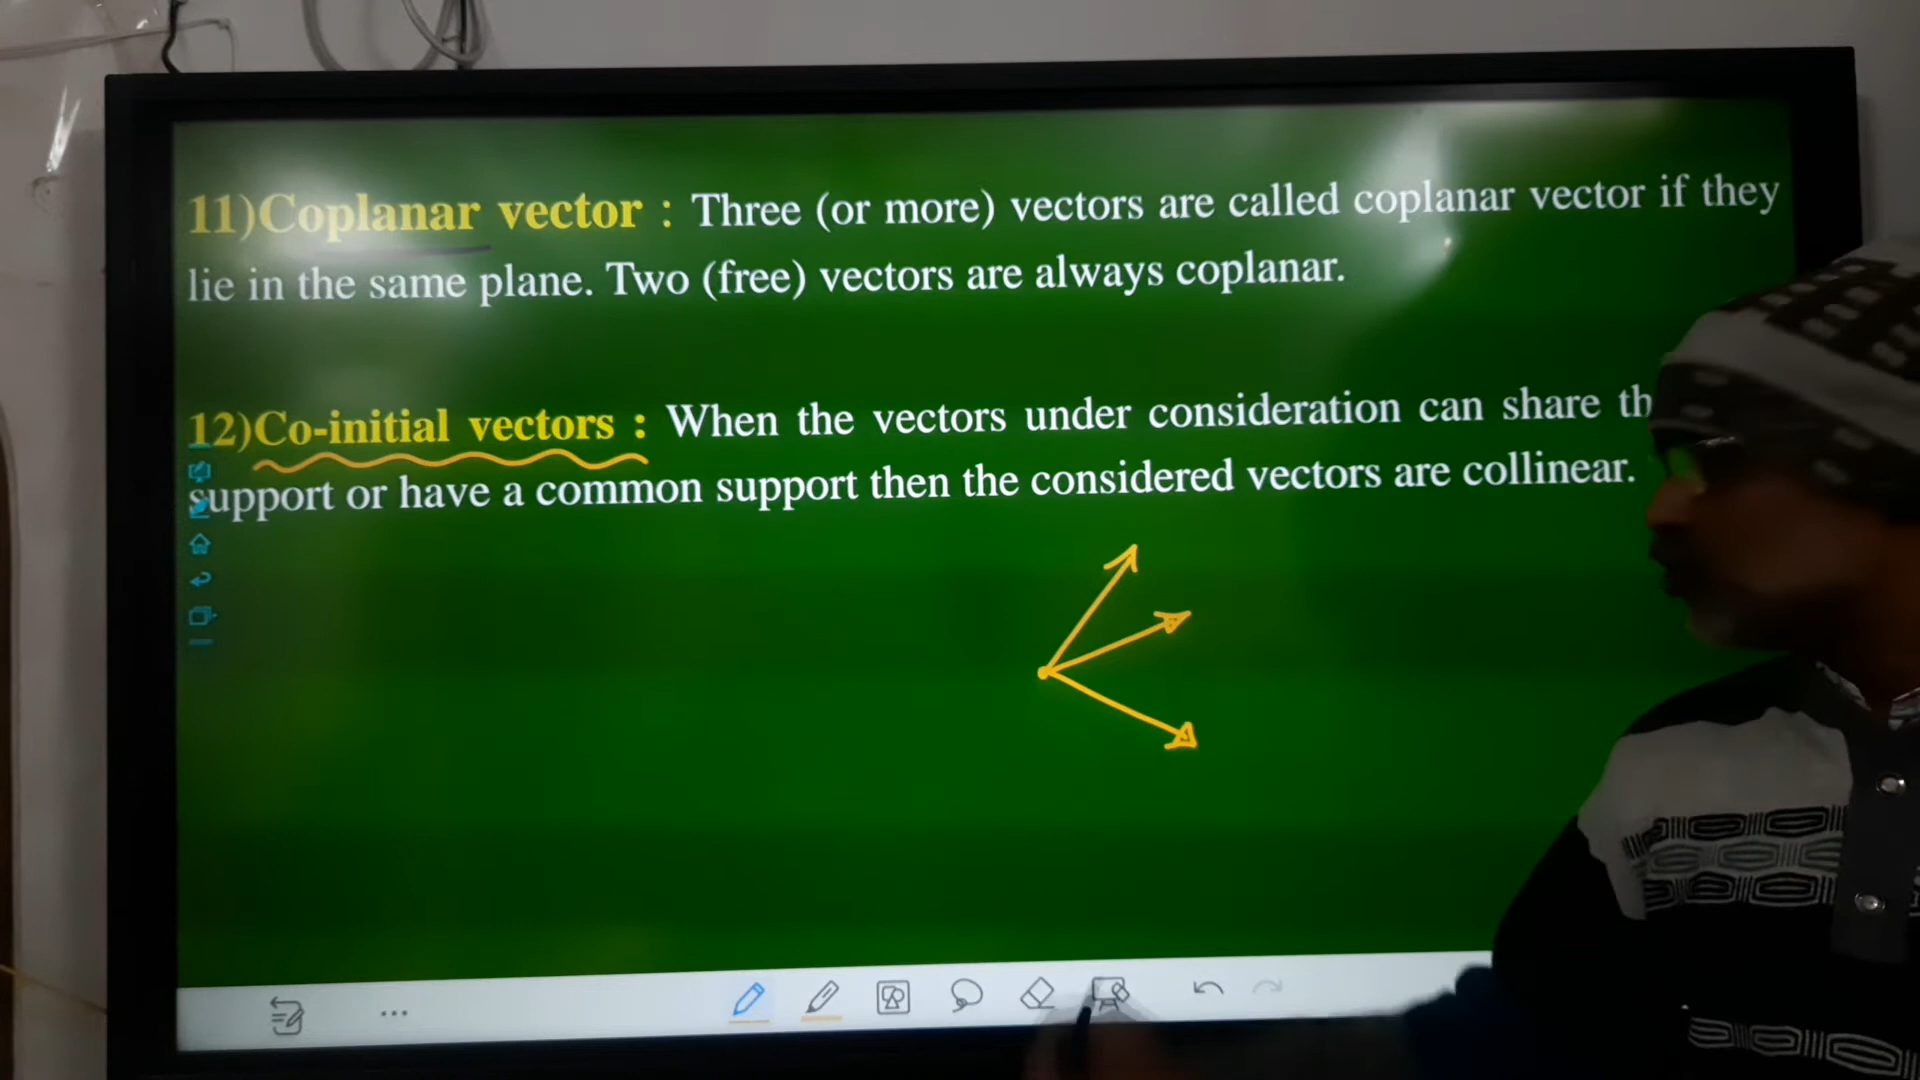 11)Coplanar vector : Three (or more) vectors are called coplanar vector if they
lie in the same plane. Two (free) vectors are always coplanar.
12)Co-initial vectors : When the vectors under consideration can share
support or have a common support then the considered vectors are collinear.